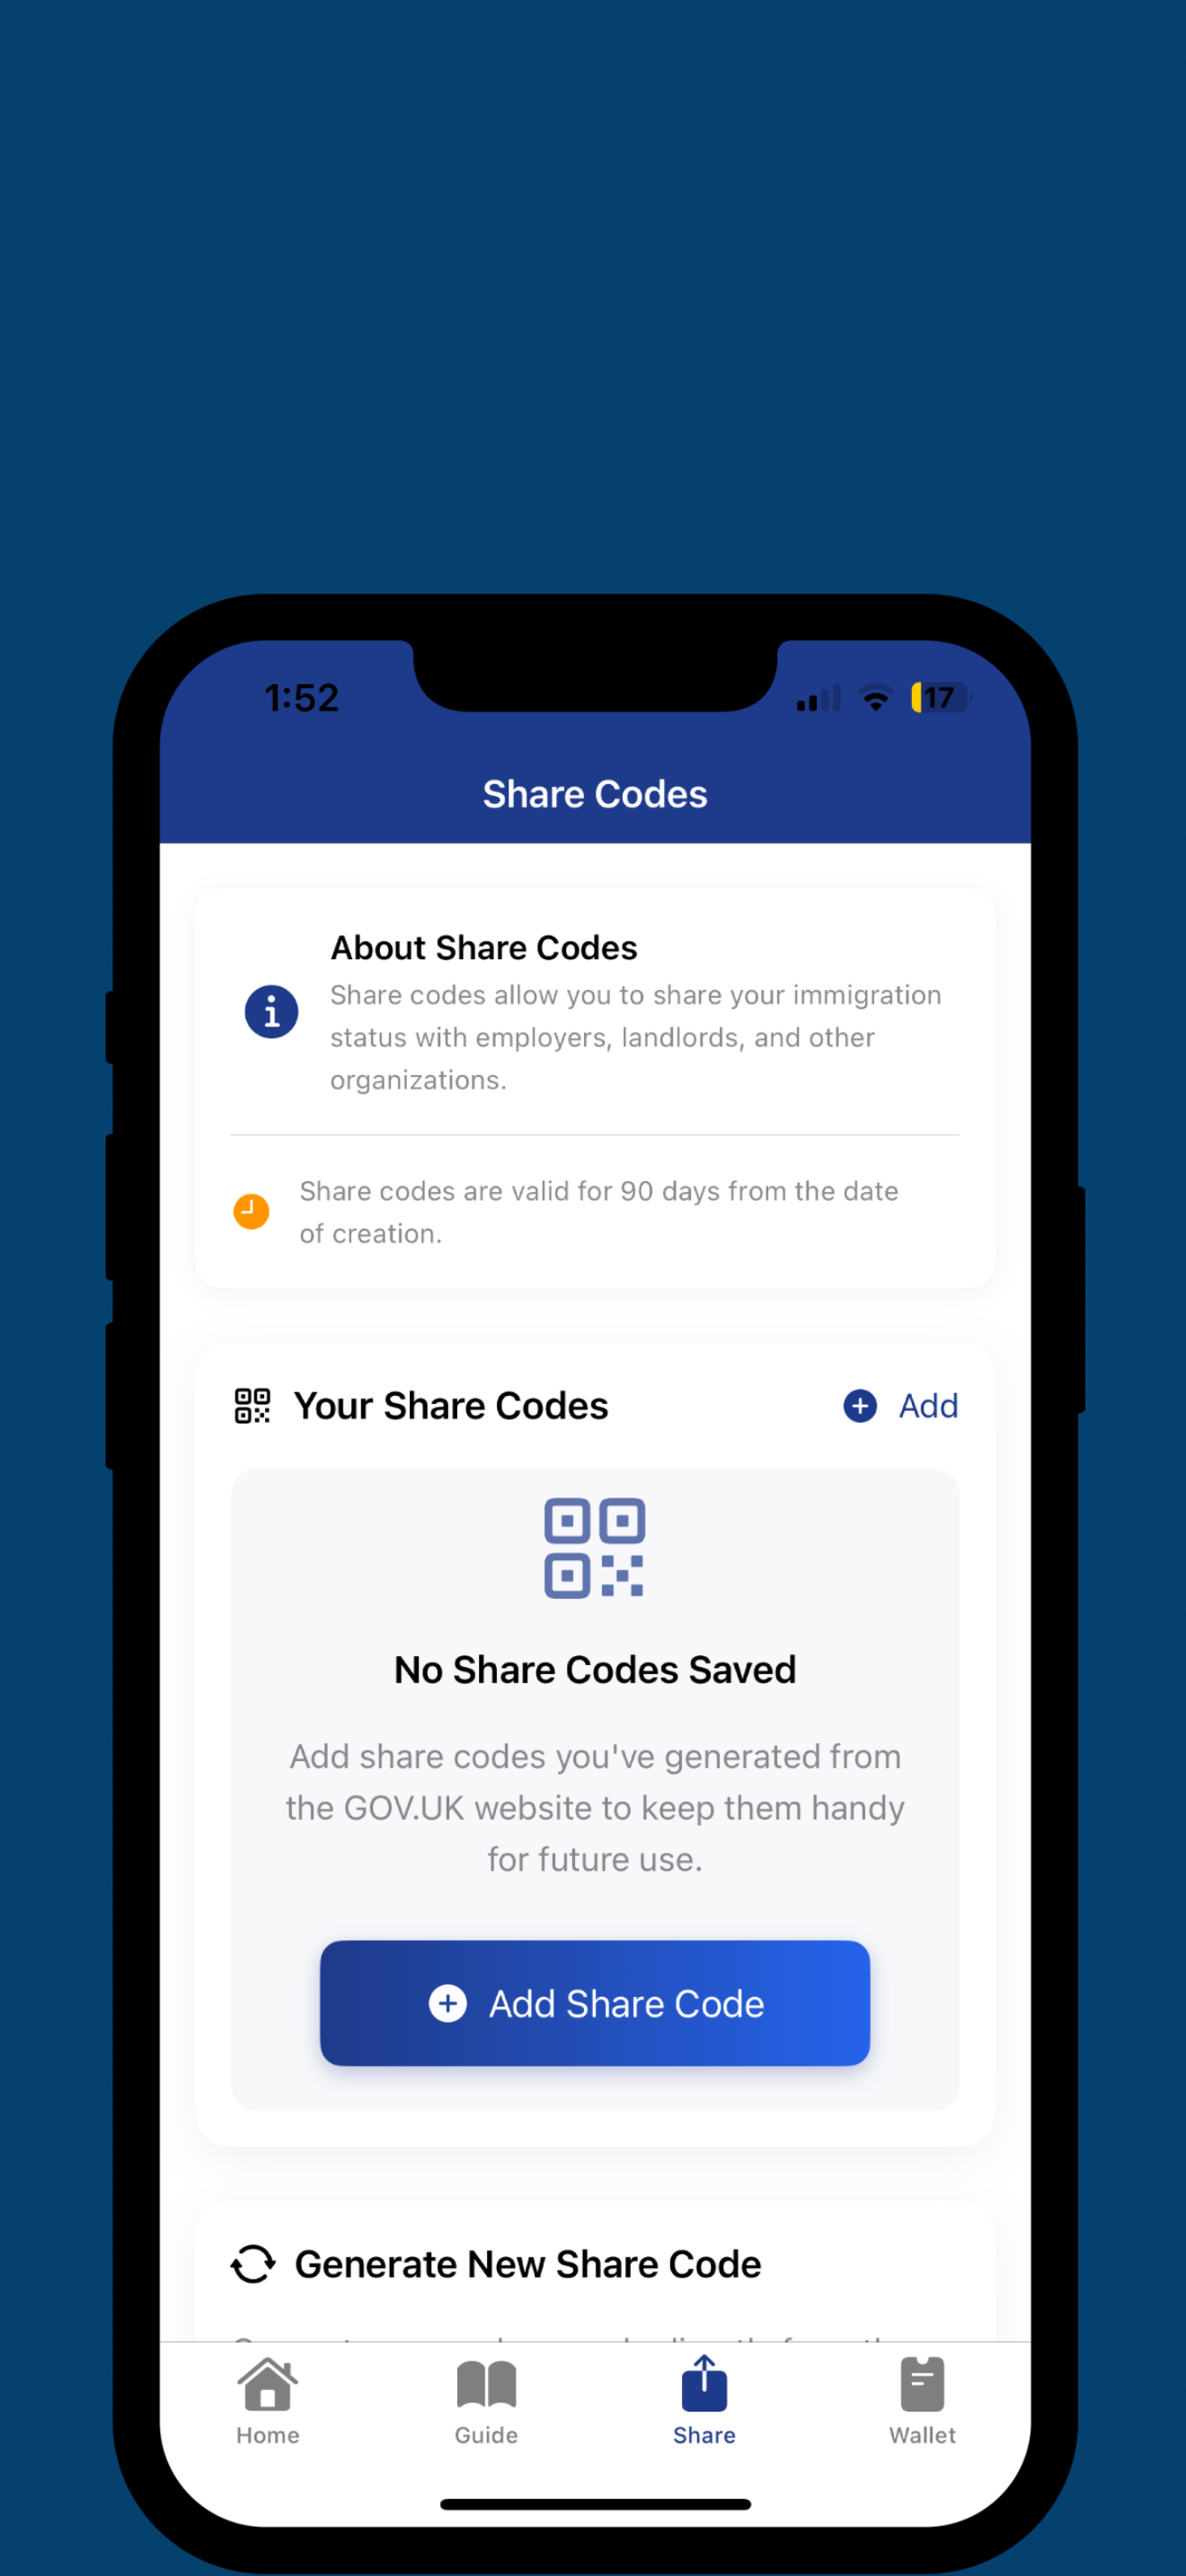 1:52
17
Share Codes
About Share Codes
Share codes allow you to share your immigration
status with employers, landlords, and other
organizations.
Share codes are valid for 90 days from the date
of creation.
Your Share Codes
Add
No Share Codes Saved
Add share codes you've generated from
the GOV.UK website to keep them handy
for future use.
Add Share Code
Generate New Share Code
Home
Guide
Share
Wallet